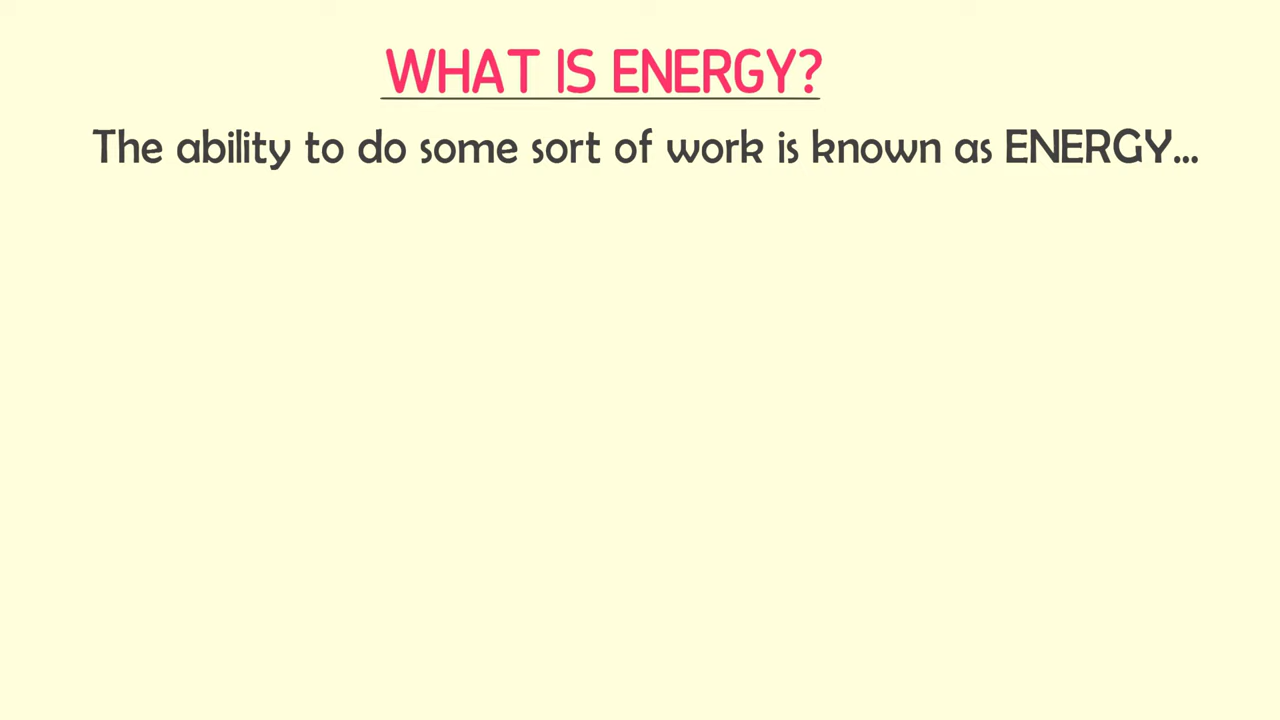 WHAT IS ENERGY?
The ability to do some sort of work is known as ENERGY...